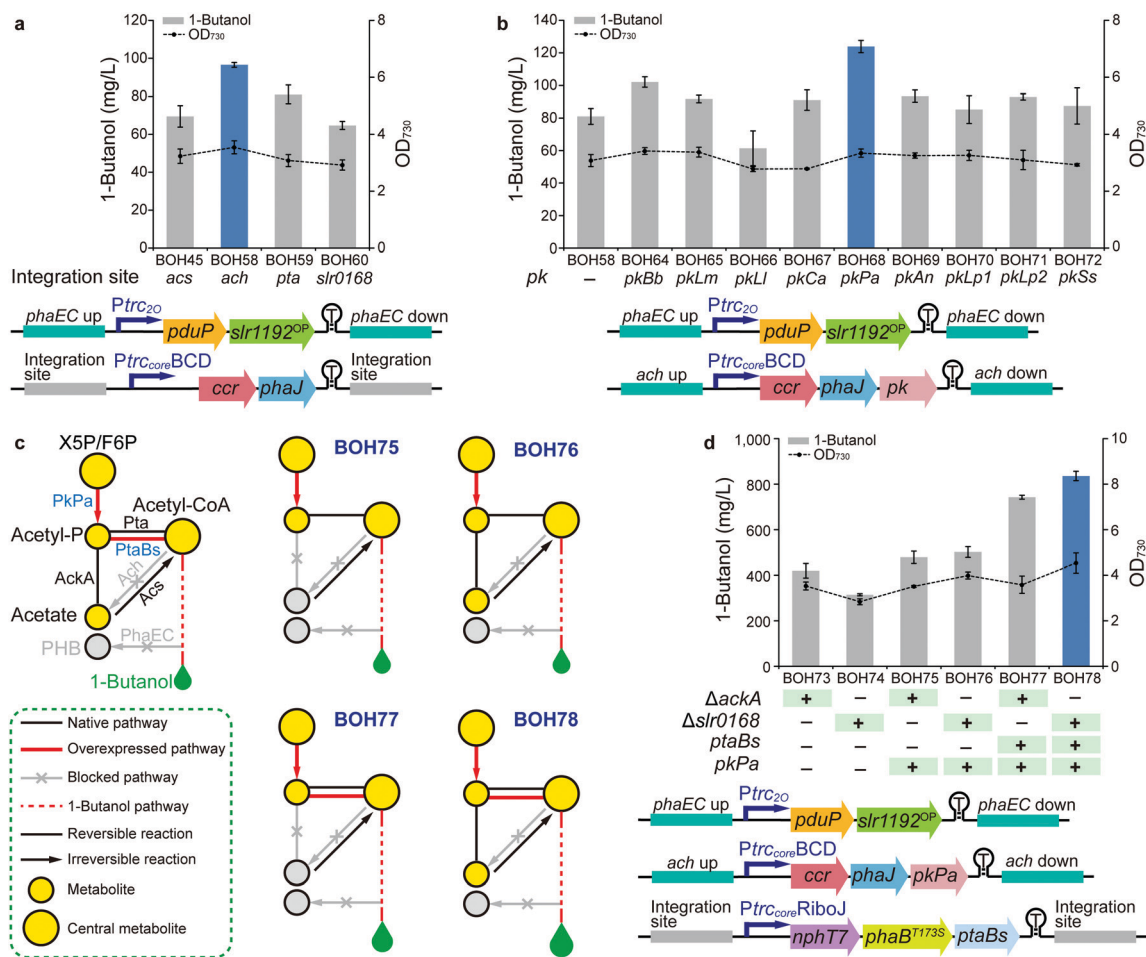 a
1-Butanol
OD730
1-Butanol (mg/L)
120
100
80
60
40
20
0
8
6
4
2
0
OD730
BOH45 BOH58 BOH59 BOH60
Integration site acs ach pta slr0168
phaEC up Ptrc2O pduP slr1192OP T phaEC down
Integration site PtrccoreBCD ccr phaJ T Integration site
b
1-Butanol
OD730
1-Butanol (mg/L)
140
120
100
80
60
40
20
0
8
6
4
2
0
OD730
BOH58 BOH64 BOH65 BOH66 BOH67 BOH68 BOH69 BOH70 BOH71 BOH72
pk – pkBb pkLm pkLl pkCa pkPa pkAn pkLp1 pkLp2 pkSs
phaEC up Ptrc2O pduP slr1192OP T phaEC down
ach up PtrccoreBCD ccr phaJ pk T ach down
c
X5P/F6P
PkPa
Acetyl-CoA
Pta
Acetyl-P
PtaBs
Ach
AckA
Acs
Acetate
PhaEC
PHB
1-Butanol
BOH75
BOH76
BOH77
BOH78
Native pathway
Overexpressed pathway
Blocked pathway
1-Butanol pathway
Reversible reaction
Irreversible reaction
Metabolite
Central metabolite
d
1-Butanol
OD730
1-Butanol (mg/L)
1,000
800
600
400
200
0
10
8
6
4
2
0
OD730
BOH73 BOH74 BOH75 BOH76 BOH77 BOH78
ΔackA + – + – + –
Δslr0168 – + – + – +
ptaBs – – – – + +
pkPa – – + + + +
phaEC up Ptrc2O pduP slr1192OP T phaEC down
ach up PtrccoreBCD ccr phaJ pkPa T ach down
Integration site PtrccoreRiboJ nphT7 phaBT173S ptaBs T Integration site